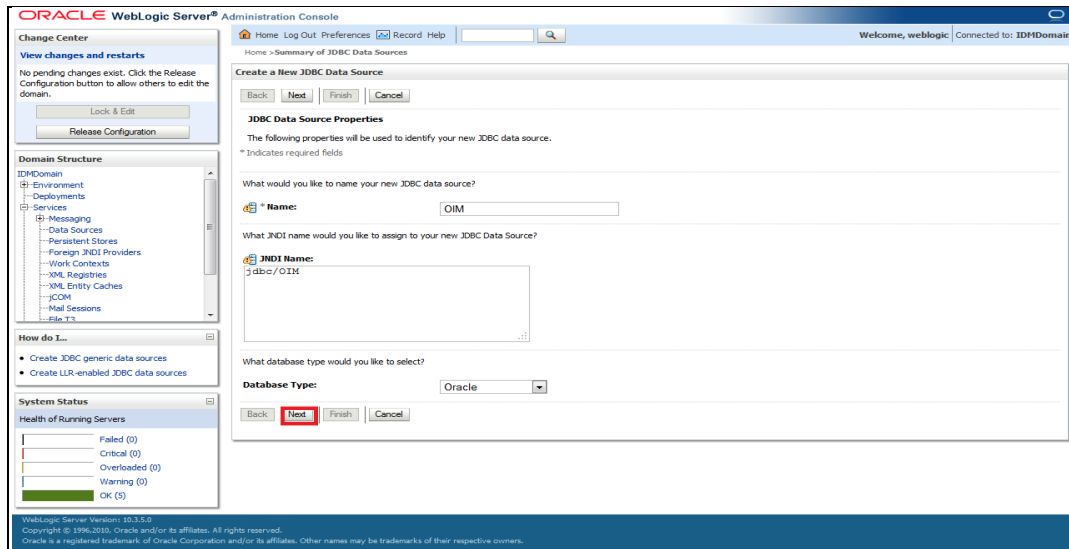 ORACLE WebLogic Server® Administration Console
Change Center
View changes and restarts
No pending changes exist. Click the Release
Configuration button to allow others to edit the
domain.
Lock & Edit
Release Configuration
Domain Structure
IDMDomain
Environment
Deployments
Services
Messaging
Data Sources
Persistent Stores
Foreign JNDI Providers
Work Contexts
XML Registries
XML Entity Caches
jCOM
Mail Sessions
File T3
How do I...
Create JDBC generic data sources
Create LLR-enabled JDBC data sources
System Status
Health of Running Servers
Failed (0)
Critical (0)
Overloaded (0)
Warning (0)
OK (5)
Home Log Out Preferences Record Help
Welcome, weblogic Connected to: IDMDomain
Home >Summary of JDBC Data Sources
Create a New JDBC Data Source
Back Next Finish Cancel
JDBC Data Source Properties
The following properties will be used to identify your new JDBC data source.
* Indicates required fields
What would you like to name your new JDBC data source?
* Name: OIM
What JNDI name would you like to assign to your new JDBC Data Source?
JNDI Name:
jdbc/OIM
What database type would you like to select?
Database Type: Oracle
Back Next Finish Cancel
WebLogic Server Version: 10.3.5.0
Copyright © 1996,2010, Oracle and/or its affiliates. All rights reserved.
Oracle is a registered trademark of Oracle Corporation and/or its affiliates. Other names may be trademarks of their respective owners.